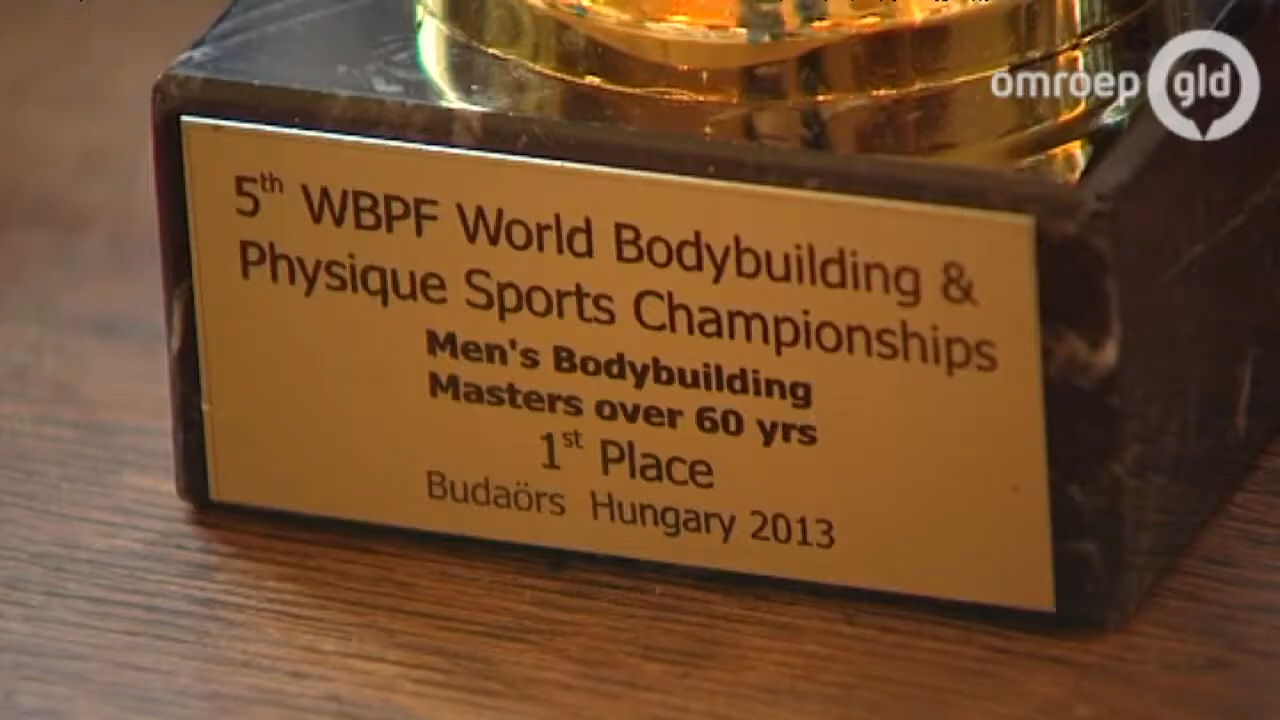 omroep gld
5th WBPF World Bodybuilding &
Physique Sports Championships
Men's Bodybuilding
Masters over 60 yrs
1st Place
Budaörs Hungary 2013